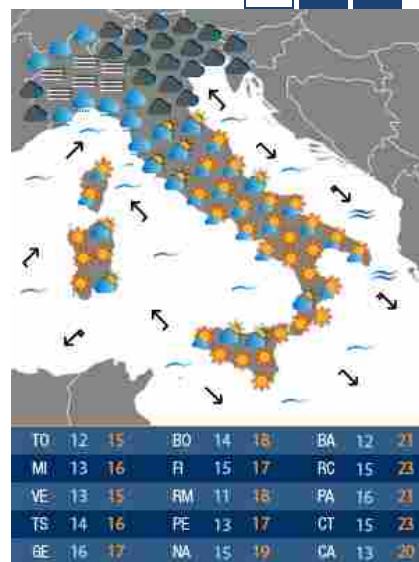 TO 12 15 BO 14 18 BA 12 21
MI 13 16 FI 15 17 RC 15 23
VE 13 15 RM 11 18 PA 16 21
TS 14 16 PE 13 17 CT 15 23
GE 16 17 NA 15 19 CA 13 20